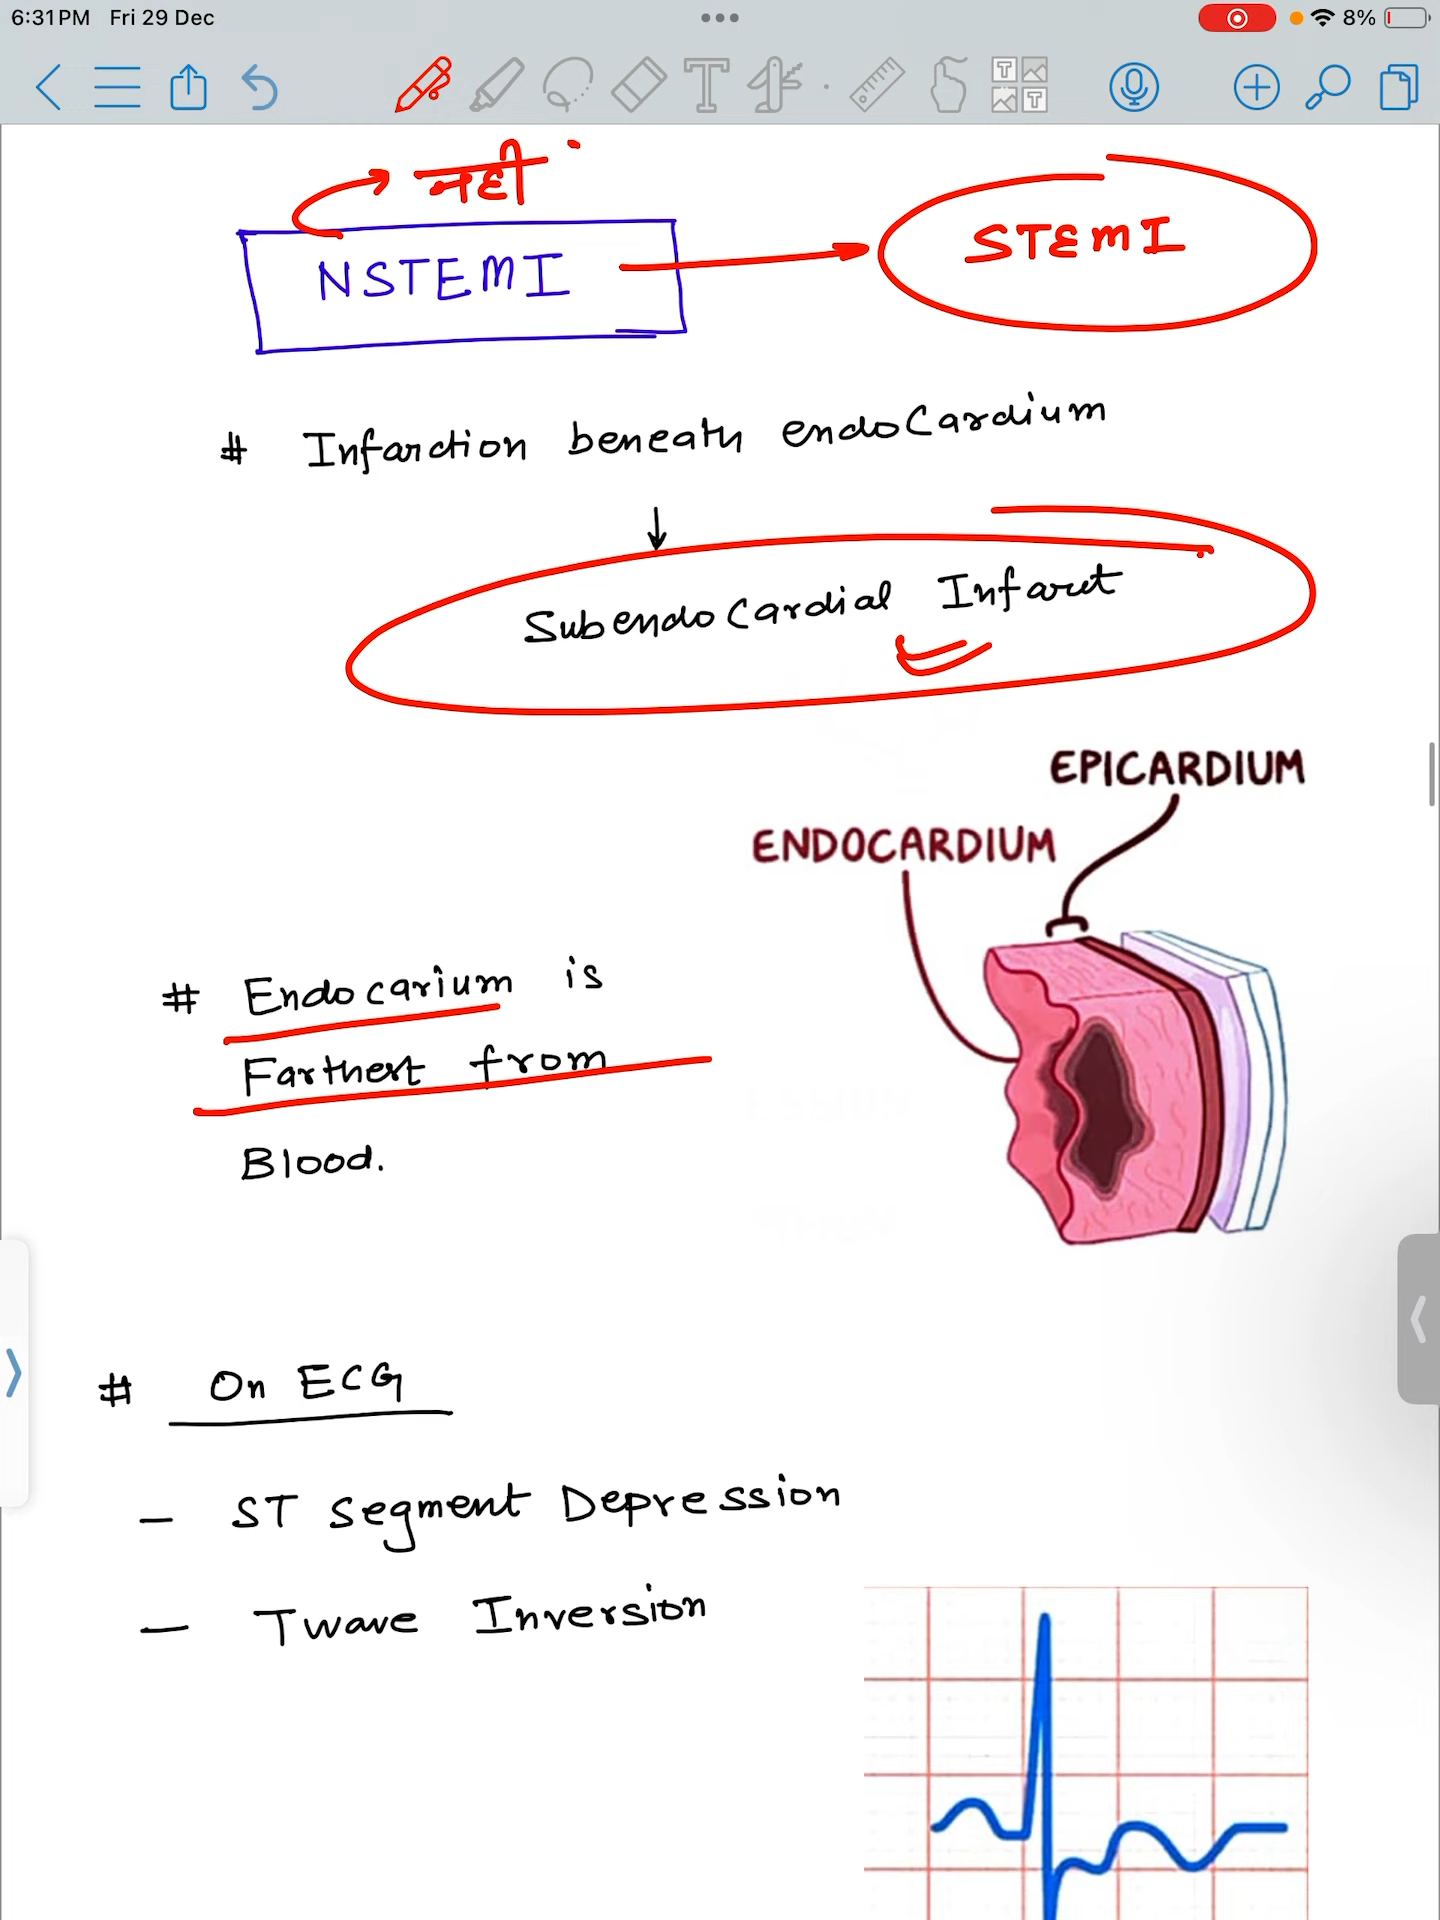 6:31 PM Fri 29 Dec
8%
नही
NSTEMI
STEMI
# Infarction beneath endocardium
Subendocardial Infarct
EPICARDIUM
ENDOCARDIUM
# Endocarium is
Farthest from
Blood.
# On ECG
- ST segment Depression
- T wave Inversion